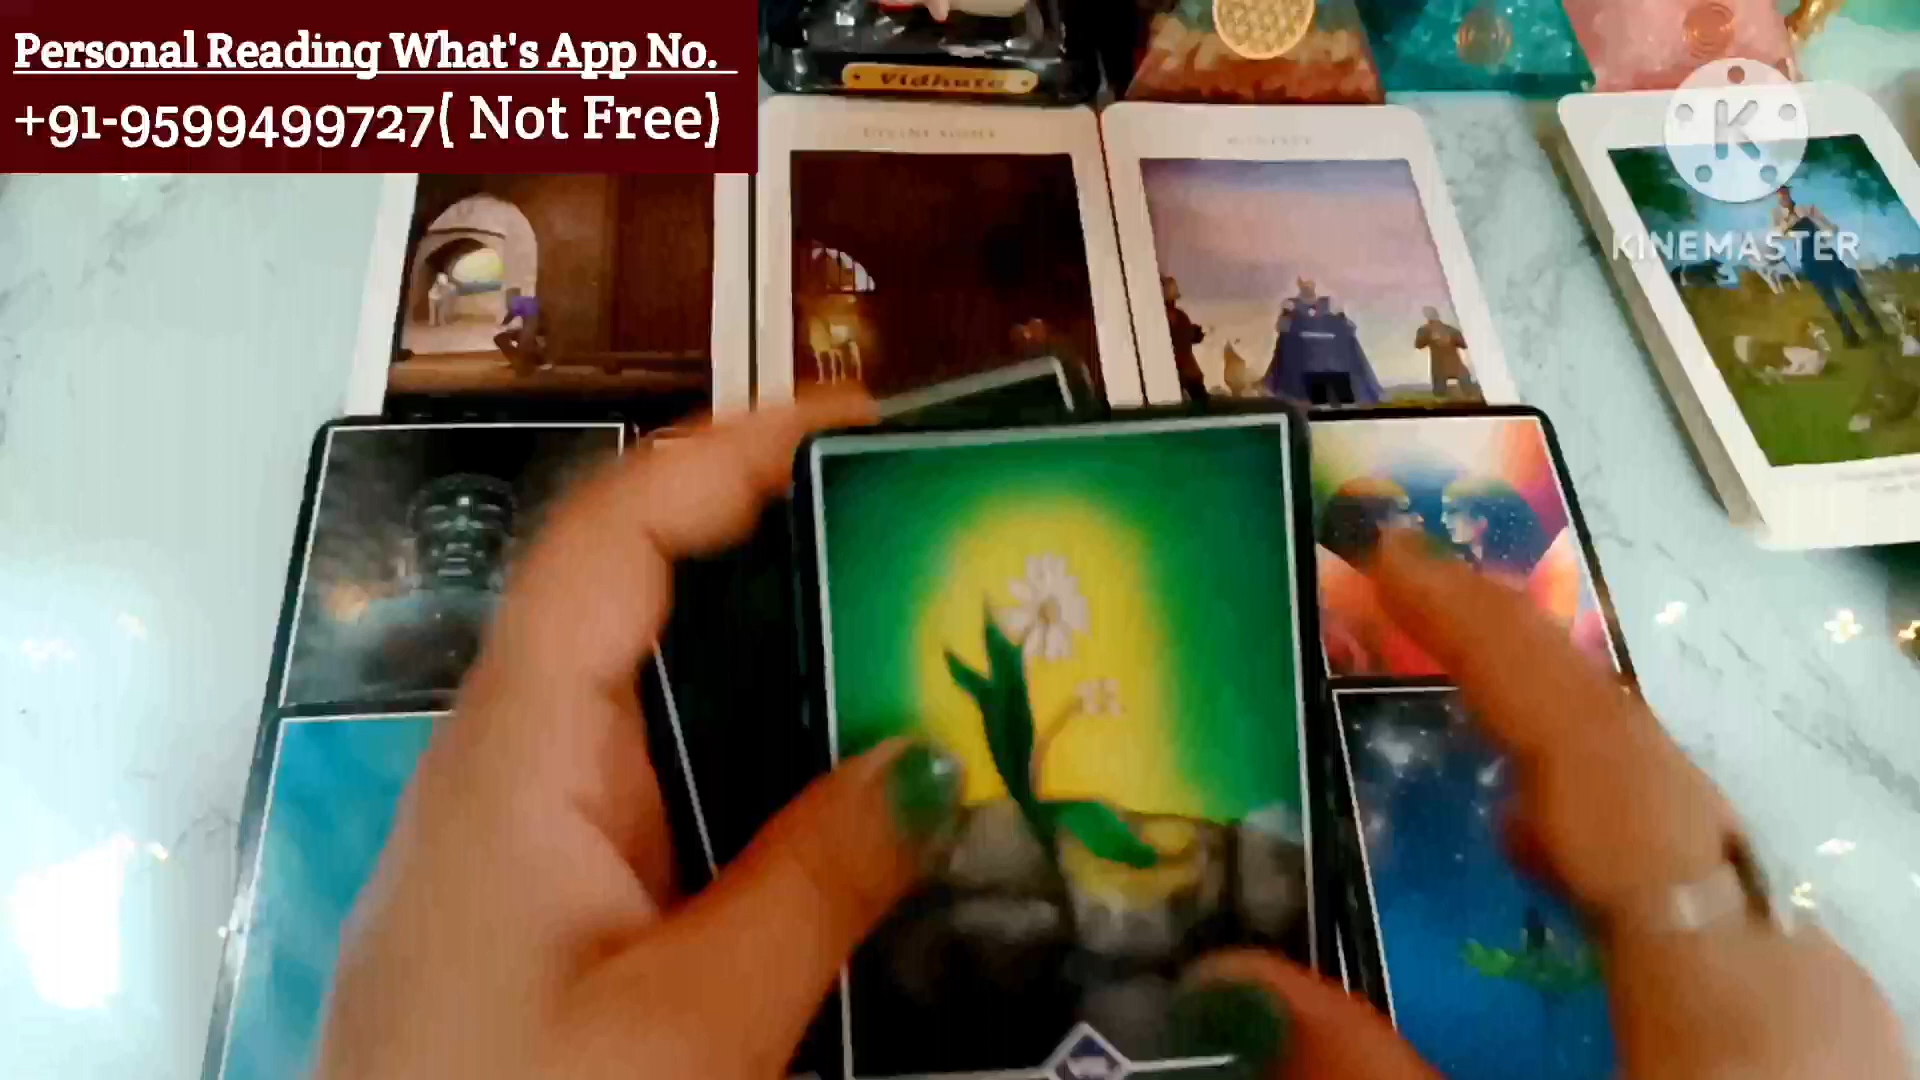 Personal Reading What's App No.
+91-9599499727( Not Free)
Vidhute
K
KINEMASTER